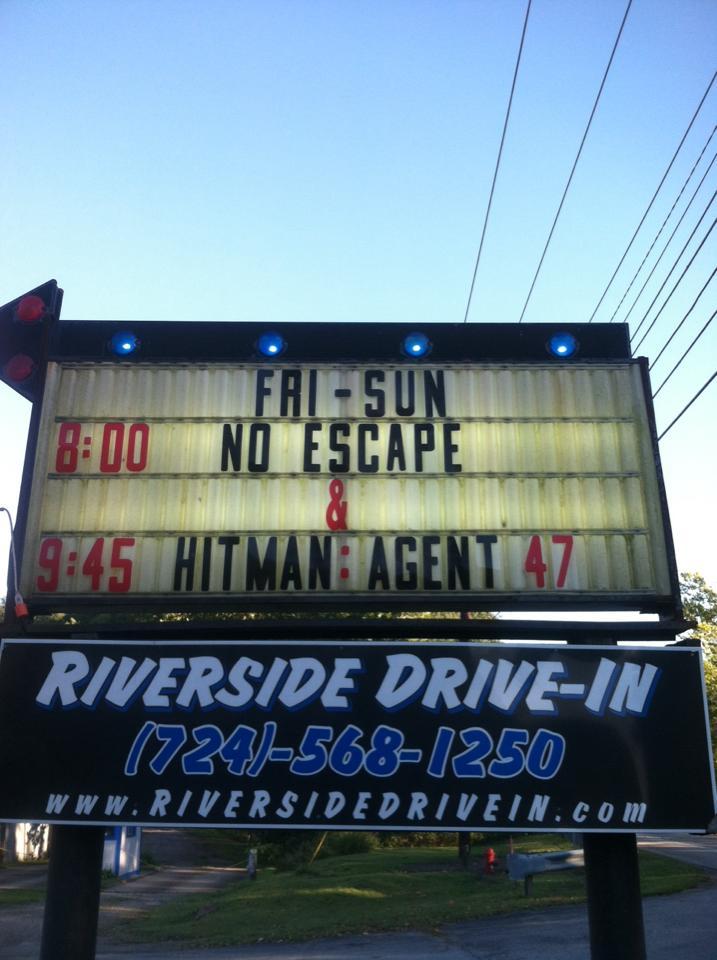 FRI-SUN
8:00 NO ESCAPE
&
9:45 HITMAN: AGENT 47
RIVERSIDE DRIVE-IN
(724)-568-1250
www.RIVERSIDEDRIVEIN.com